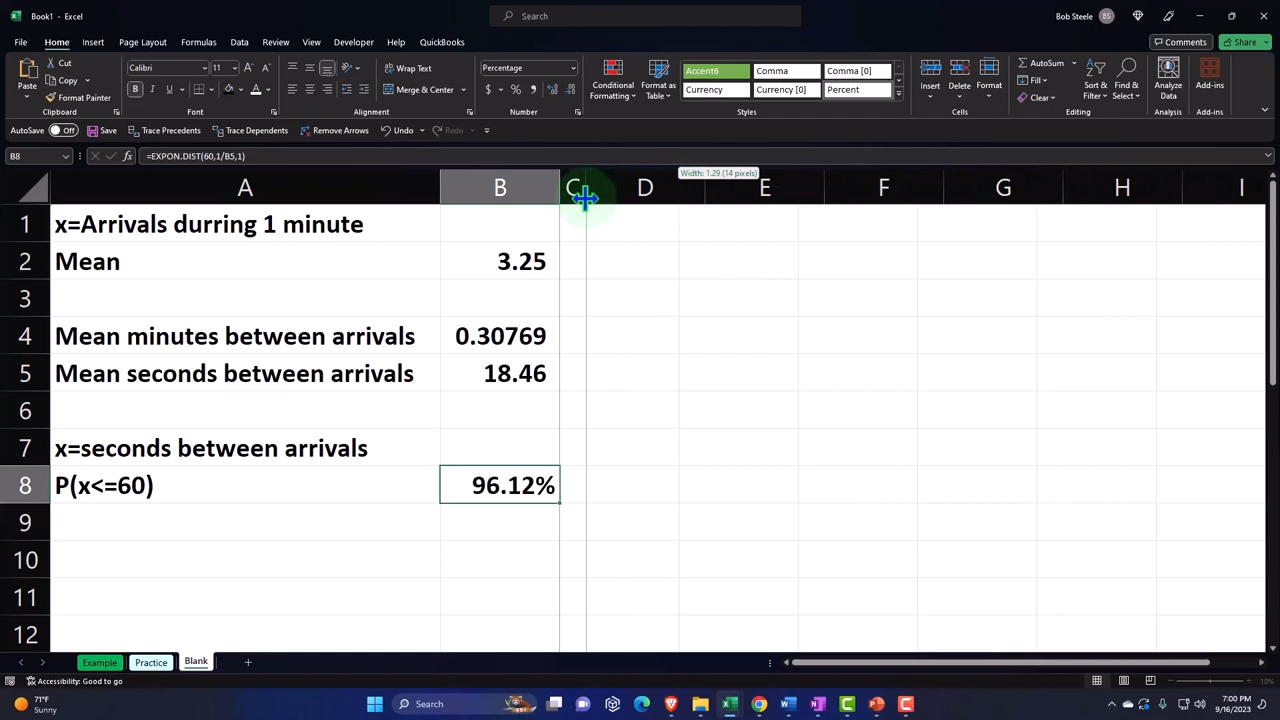 Book1 - Excel
Search
Bob Steele BS
File Home Insert Page Layout Formulas Data Review View Developer Help QuickBooks Comments Share
Paste Cut Copy Format Painter Clipboard
Calibri 11 Font
Wrap Text Merge & Center Alignment
Percentage Number
Conditional Formatting Format as Table
Accent6 Comma Comma [0]
Currency Currency [0] Percent
Styles
Insert Delete Format Cells
AutoSum Fill Clear Sort & Filter Find & Select Editing
Analyze Data Analysis
Add-ins Add-ins
AutoSave Off Save Trace Precedents Trace Dependents Remove Arrows Undo Redo
B8 =EXPON.DIST(60,1/B5,1)
Width: 1.29 (14 pixels)
A B C D E F G H I
1 x=Arrivals durring 1 minute
2 Mean 3.25
3
4 Mean minutes between arrivals 0.30769
5 Mean seconds between arrivals 18.46
6
7 x=seconds between arrivals
8 P(x<=60) 96.12%
9
10
11
12
Example Practice Blank
Accessibility: Good to go 10%
71°F
Sunny
Search
7:00 PM
9/16/2023